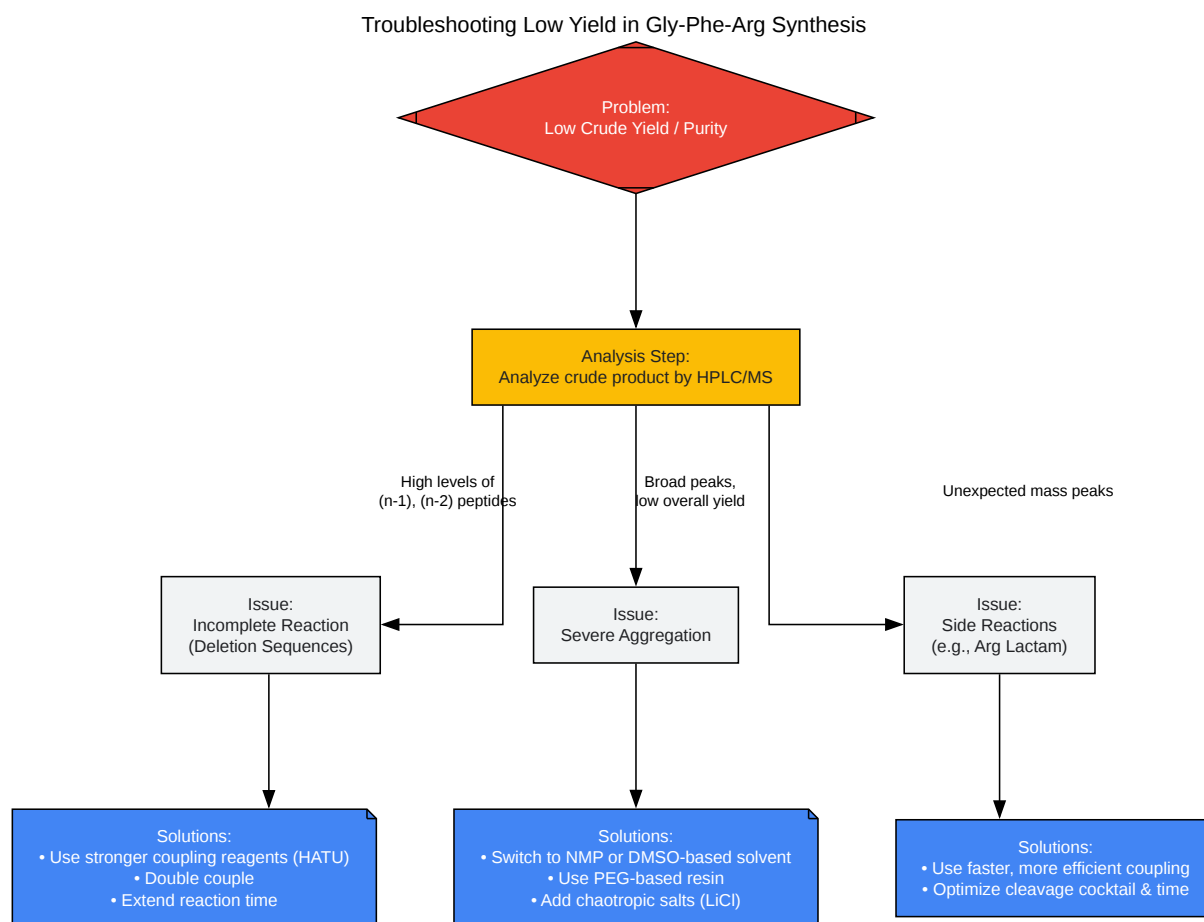 Troubleshooting Low Yield in Gly-Phe-Arg Synthesis
Problem:
Low Crude Yield / Purity
Analysis Step:
Analyze crude product by HPLC/MS
High levels of
(n-1), (n-2) peptides
Broad peaks,
low overall yield
Unexpected mass peaks
Issue:
Incomplete Reaction
(Deletion Sequences)
Issue:
Severe Aggregation
Issue:
Side Reactions
(e.g., Arg Lactam)
Solutions:
• Use stronger coupling reagents (HATU)
• Double couple
• Extend reaction time
Solutions:
• Switch to NMP or DMSO-based solvent
• Use PEG-based resin
• Add chaotropic salts (LiCl)
Solutions:
• Use faster, more efficient coupling
• Optimize cleavage cocktail & time